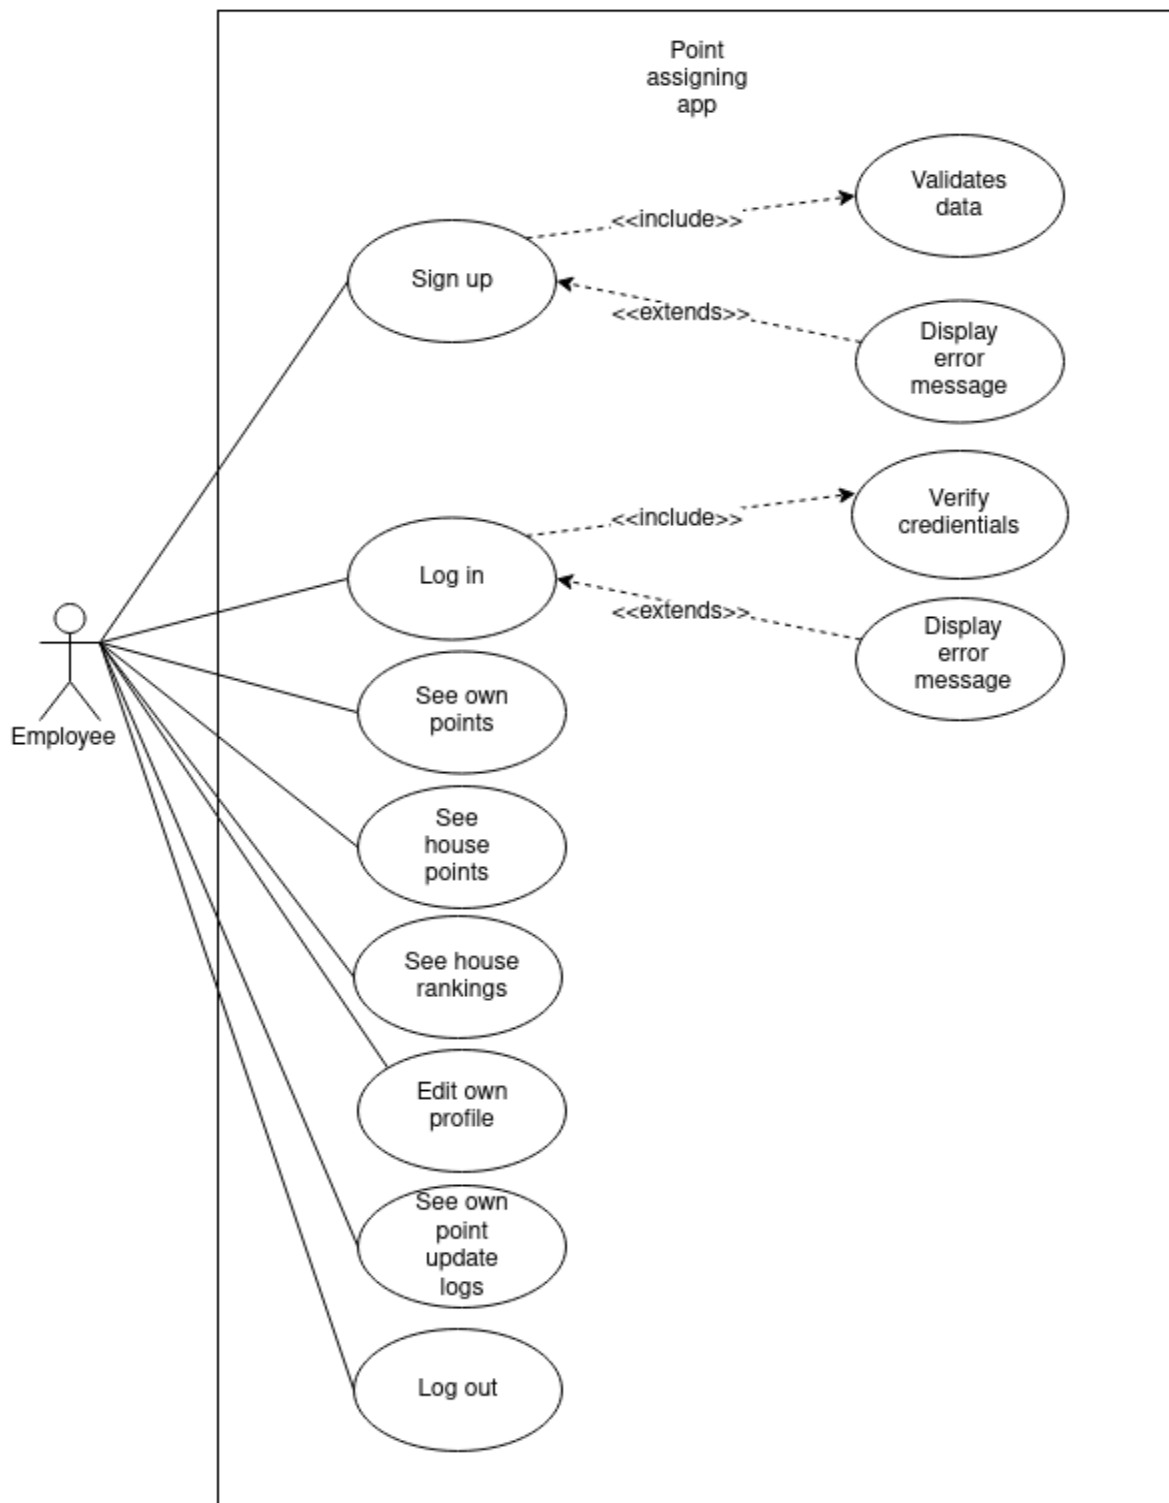 Point
assigning
app
Validates
data
<<include>>
Sign up
<<extends>>
Display
error
message
Verify
credientials
<<include>>
Log in
<<extends>>
Display
error
message
See own
points
Employee
See
house
points
See house
rankings
Edit own
profile
See own
point
update
logs
Log out